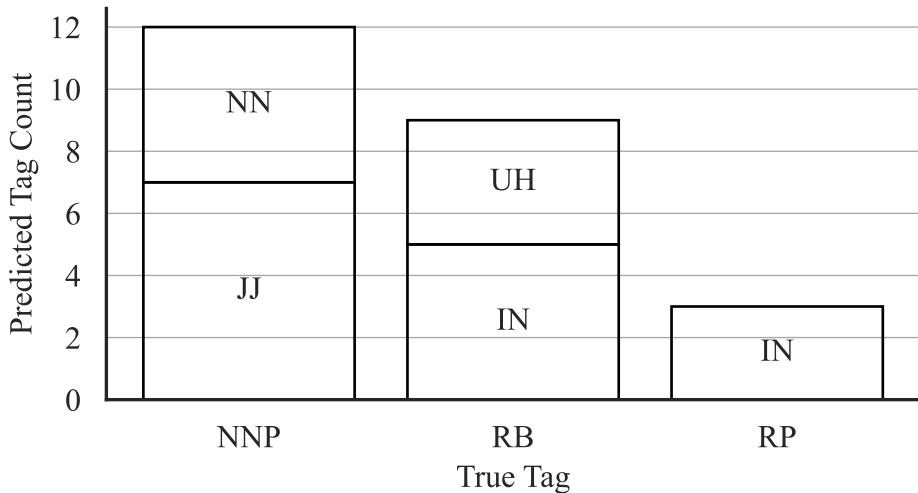 Predicted Tag Count
12
10
8
6
4
2
0
NN
JJ
UH
IN
IN
NNP RB RP
True Tag